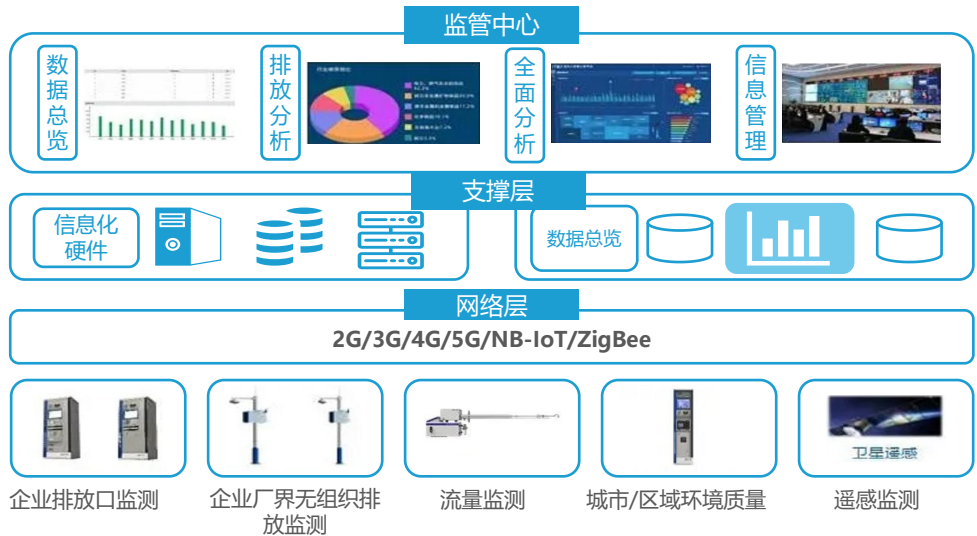 监管中心
数据总览
排放分析
全面分析
信息管理
支撑层
信息化
硬件
数据总览
网络层
2G/3G/4G/5G/NB-IoT/ZigBee
卫星遥感
企业排放口监测
企业厂界无组织排
放监测
流量监测
城市/区域环境质量
遥感监测